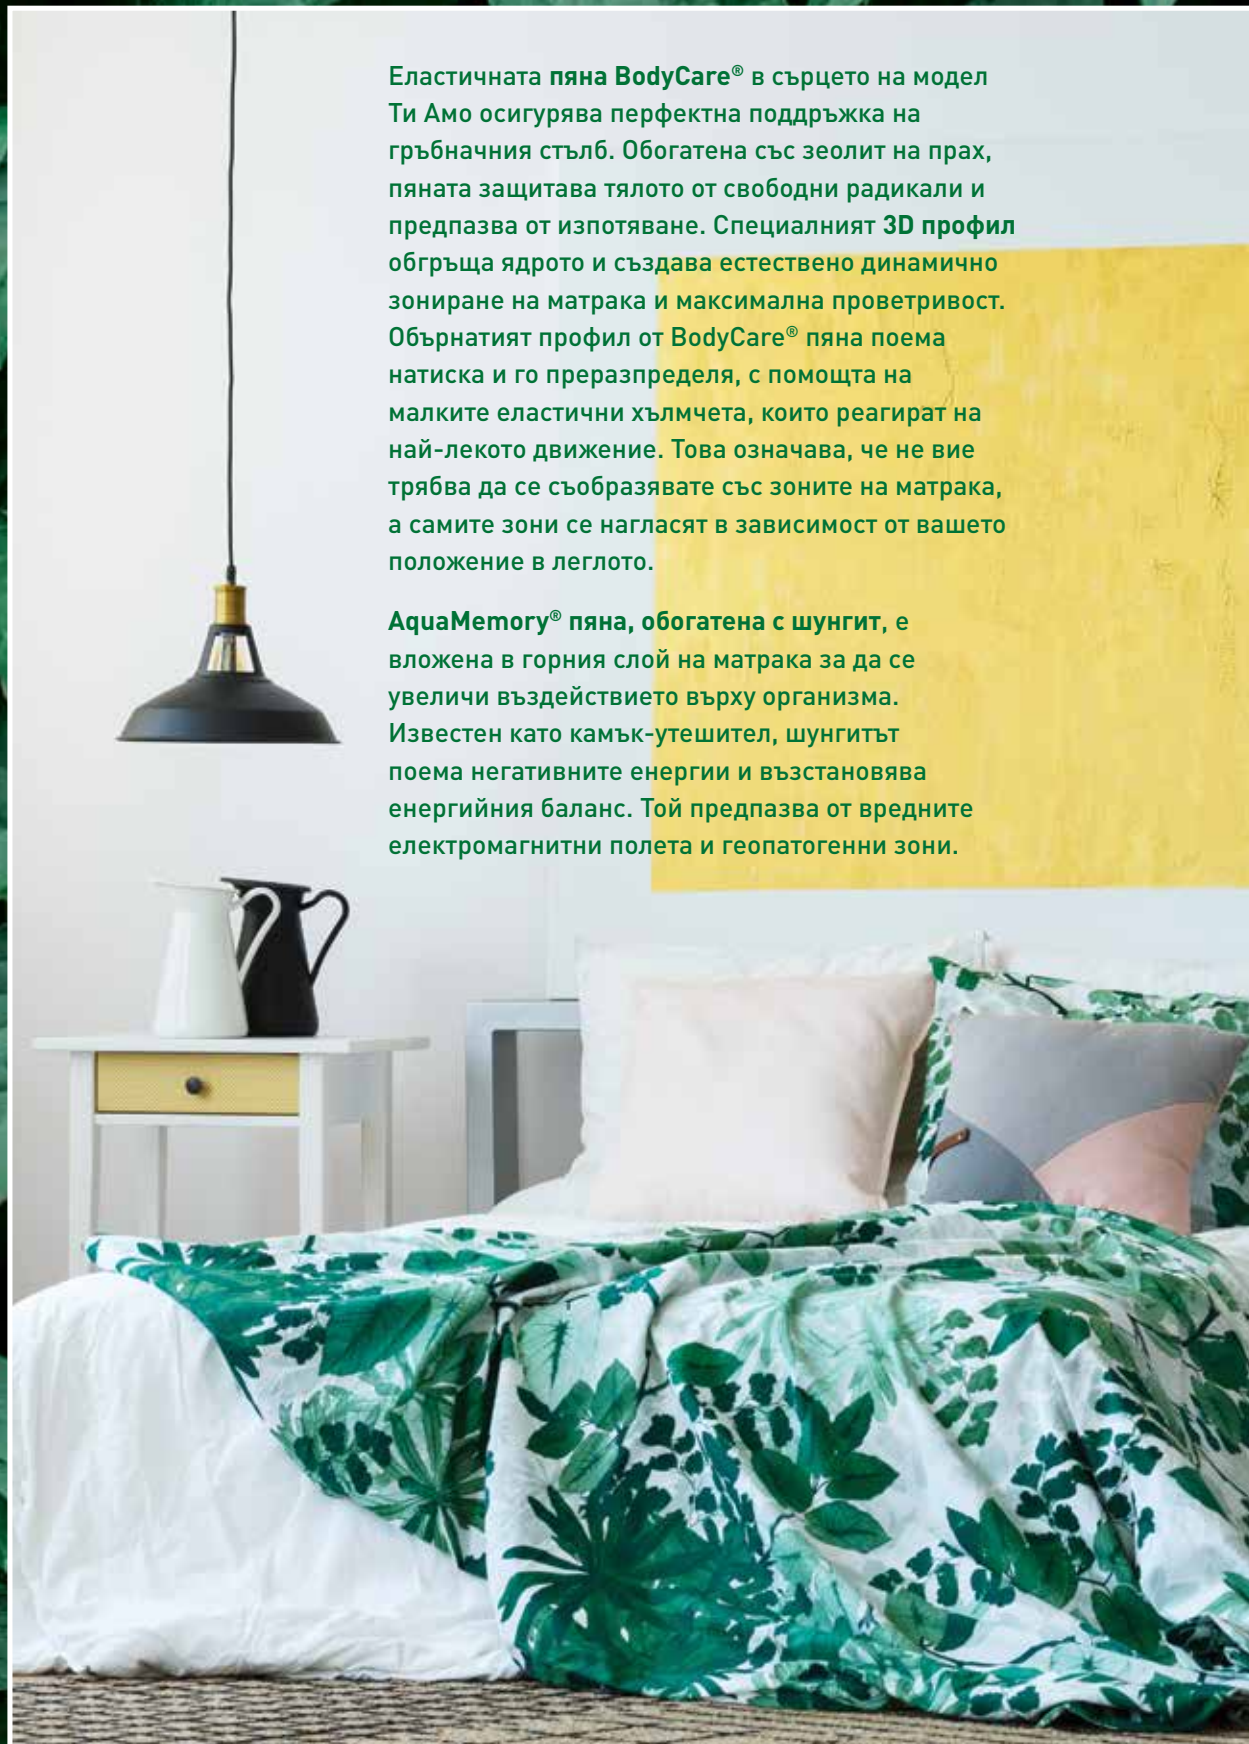 Еластичната пяна BodyCare® в сърцето на модел
Ти Амо осигурява перфектна поддръжка на
гръбначния стълб. Обогатена със зеолит на прах,
пяната защитава тялото от свободни радикали и
предпазва от изпотяване. Специалният 3D профил
обгръща ядрото и създава естествено динамично
зониране на матрака и максимална проветривост.
Обърнатият профил от BodyCare® пяна поема
натиска и го преразпределя, с помощта на
малките еластични хълмчета, които реагират на
най-лекото движение. Това означава, че не вие
трябва да се съобразявате със зоните на матрака,
а самите зони се нагласят в зависимост от вашето
положение в леглото.
AquaMemory® пяна, обогатена с шунгит, е
вложена в горния слой на матрака за да се
увеличи въздействието върху организма.
Известен като камък-утешител, шунгитът
поема негативните енергии и възстановява
енергийния баланс. Той предпазва от вредните
електромагнитни полета и геопатогенни зони.